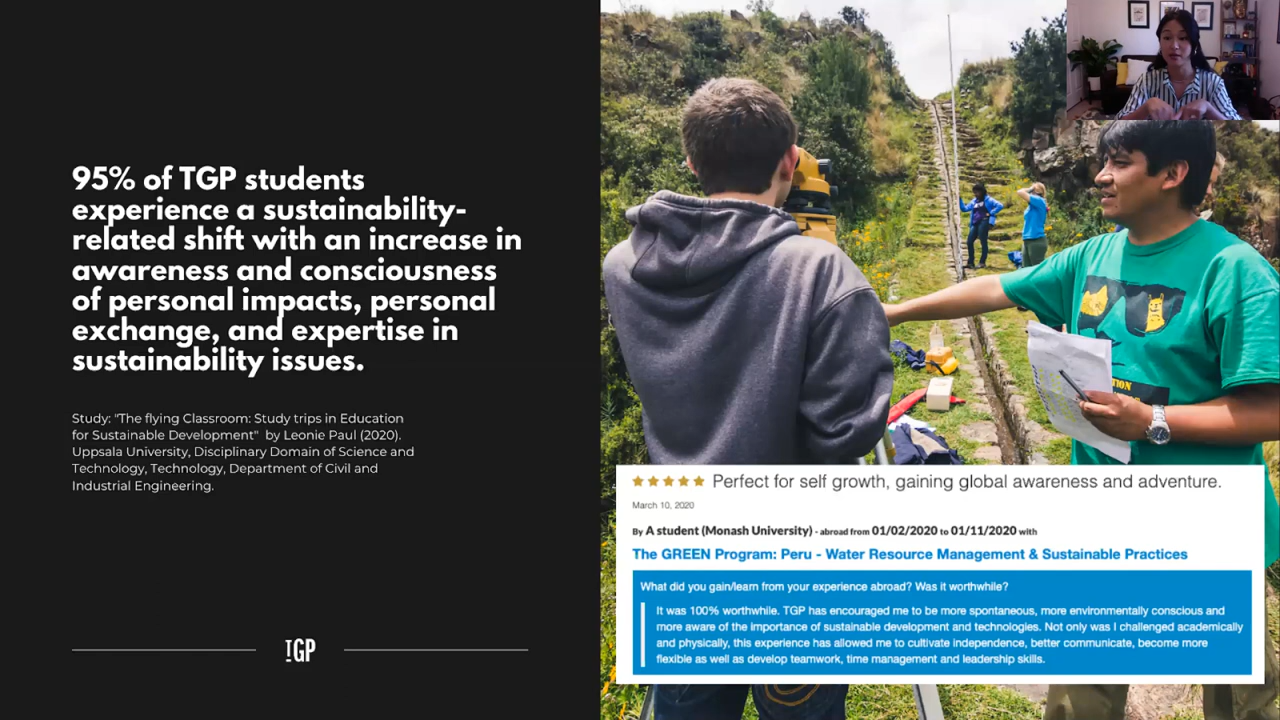 95% of TGP students
experience a sustainability-
related shift with an increase in
awareness and consciousness
of personal impacts, personal
exchange, and expertise in
sustainability issues.
Study: "The flying Classroom: Study trips in Education
for Sustainable Development" by Leonie Paul (2020).
Uppsala University, Disciplinary Domain of Science and
Technology, Technology, Department of Civil and
Industrial Engineering.
TGP
Perfect for self growth, gaining global awareness and adventure.
March 10, 2020
By A student (Monash University) - abroad from 01/02/2020 to 01/11/2020 with
The GREEN Program: Peru - Water Resource Management & Sustainable Practices
What did you gain/learn from your experience abroad? Was it worthwhile?
It was 100% worthwhile. TGP has encouraged me to be more spontaneous, more environmentally conscious and
more aware of the importance of sustainable development and technologies. Not only was I challenged academically
and physically, this experience has allowed me to cultivate independence, better communicate, become more
flexible as well as develop teamwork, time management and leadership skills.